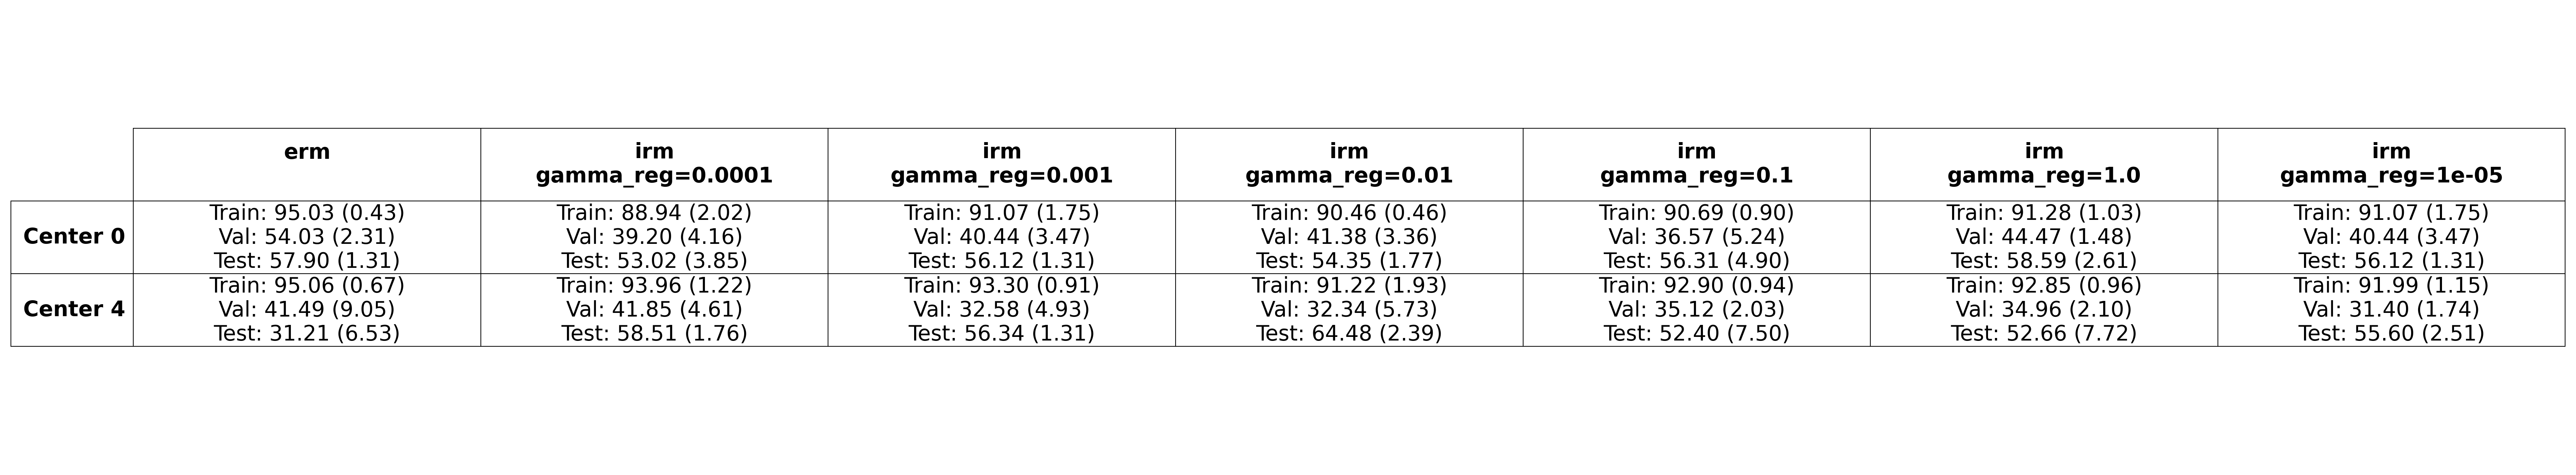 erm
irm
gamma_reg=0.0001
irm
gamma_reg=0.001
irm
gamma_reg=0.01
irm
gamma_reg=0.1
irm
gamma_reg=1.0
irm
gamma_reg=1e-05
Center 0
Train: 95.03 (0.43)
Val: 54.03 (2.31)
Test: 57.90 (1.31)
Train: 88.94 (2.02)
Val: 39.20 (4.16)
Test: 53.02 (3.85)
Train: 91.07 (1.75)
Val: 40.44 (3.47)
Test: 56.12 (1.31)
Train: 90.46 (0.46)
Val: 41.38 (3.36)
Test: 54.35 (1.77)
Train: 90.69 (0.90)
Val: 36.57 (5.24)
Test: 56.31 (4.90)
Train: 91.28 (1.03)
Val: 44.47 (1.48)
Test: 58.59 (2.61)
Train: 91.07 (1.75)
Val: 40.44 (3.47)
Test: 56.12 (1.31)
Center 4
Train: 95.06 (0.67)
Val: 41.49 (9.05)
Test: 31.21 (6.53)
Train: 93.96 (1.22)
Val: 41.85 (4.61)
Test: 58.51 (1.76)
Train: 93.30 (0.91)
Val: 32.58 (4.93)
Test: 56.34 (1.31)
Train: 91.22 (1.93)
Val: 32.34 (5.73)
Test: 64.48 (2.39)
Train: 92.90 (0.94)
Val: 35.12 (2.03)
Test: 52.40 (7.50)
Train: 92.85 (0.96)
Val: 34.96 (2.10)
Test: 52.66 (7.72)
Train: 91.99 (1.15)
Val: 31.40 (1.74)
Test: 55.60 (2.51)